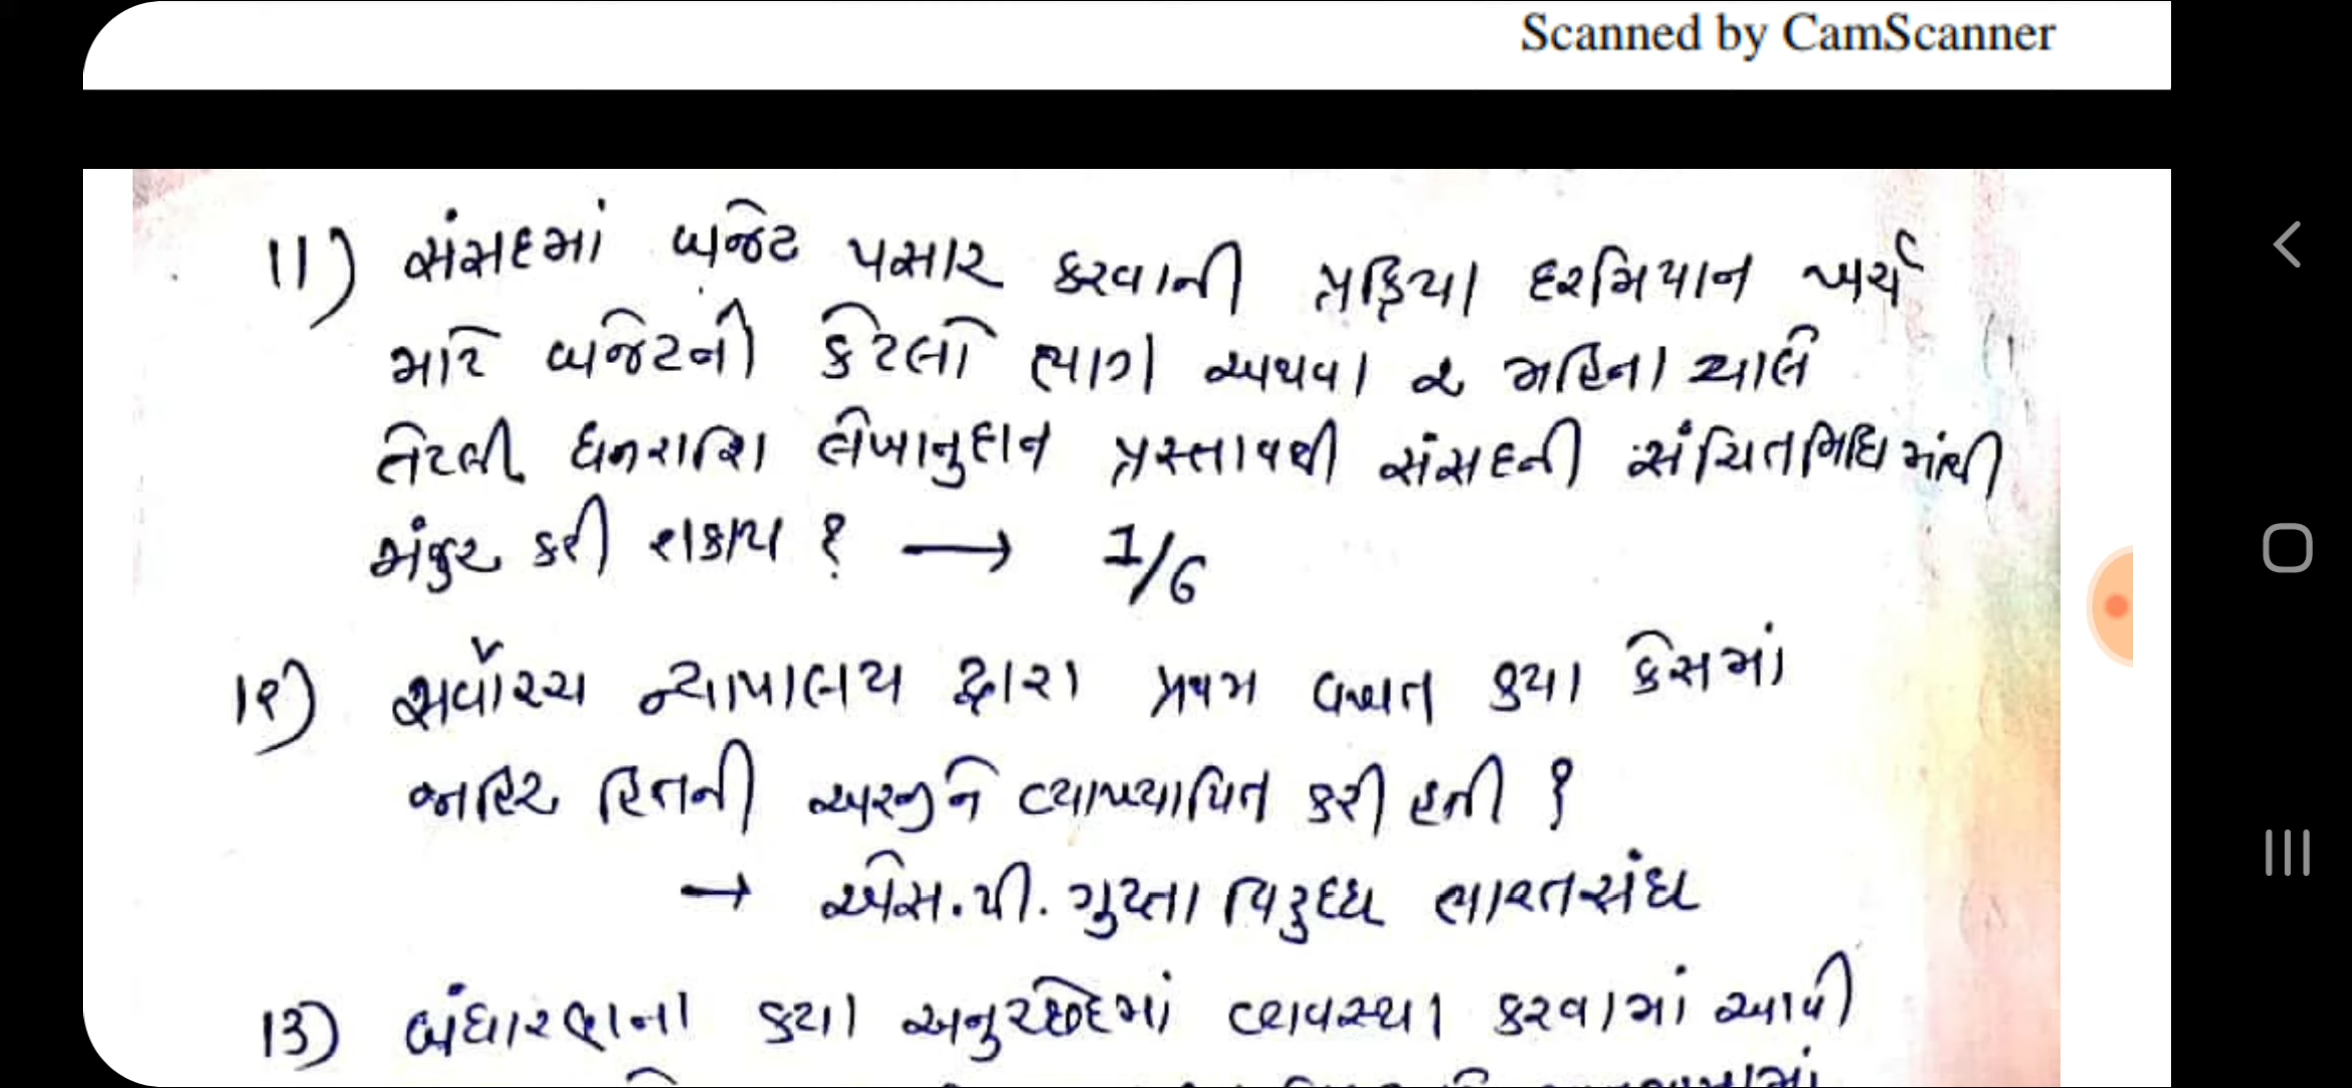 Scanned by CamScanner
11) સંસદમાં બજેટ પસાર કરવાની પ્રક્રિયા દરમિયાન ખર્ચ
માટે બજેટની કેટલો ભાગ અથવા ૨ મહિના ચાલે
તેટલી ધનરાશિ લેખાનુદાન પ્રસ્તાવથી સંસદની સંચિતનિધિમાંથી
મંજુર કરી શકાય ? → 1/6
1૨) સર્વોચ્ચ ન્યાયાલય દ્વારા પ્રથમ વખત કયા કેસમાં
જાહેર હિતની અરજીને વ્યાખ્યાયિત કરી હતી ?
→ એસ.પી. ગુપ્તા વિરુધ્ધ ભારતસંઘ
13) બંધારણના કયા અનુચ્છેદમાં વ્યવસ્થા કરવામાં આવી